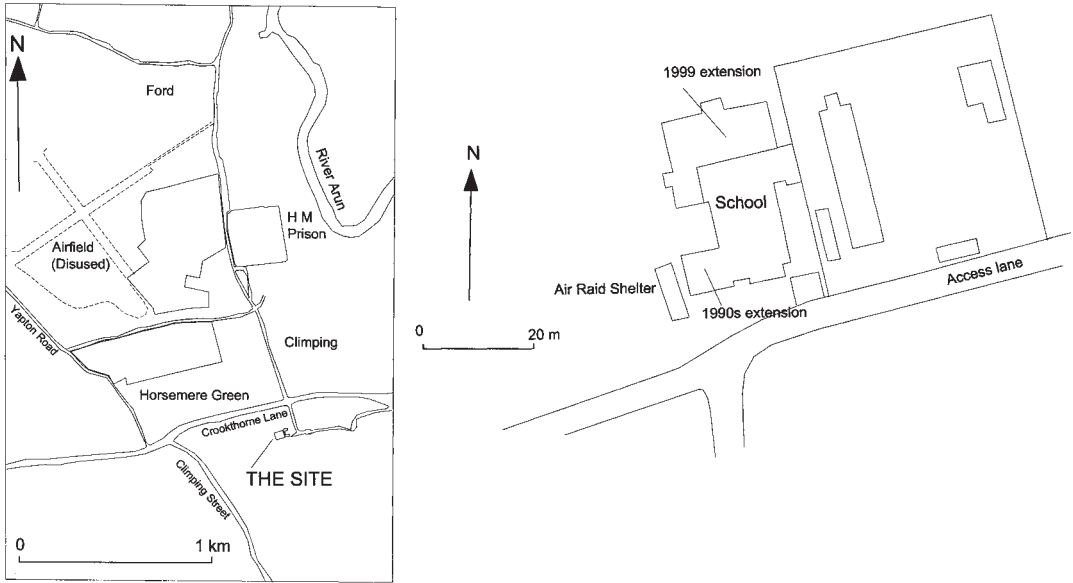 N
Ford
River Arun
H M
Prison
Airfield
(Disused)
Yapton Road
Climping
Horsemere Green
Crookthorne Lane
THE SITE
Climping Street
0
1 km
N
1999 extension
School
Air Raid Shelter
1990s extension
Access lane
0
20 m